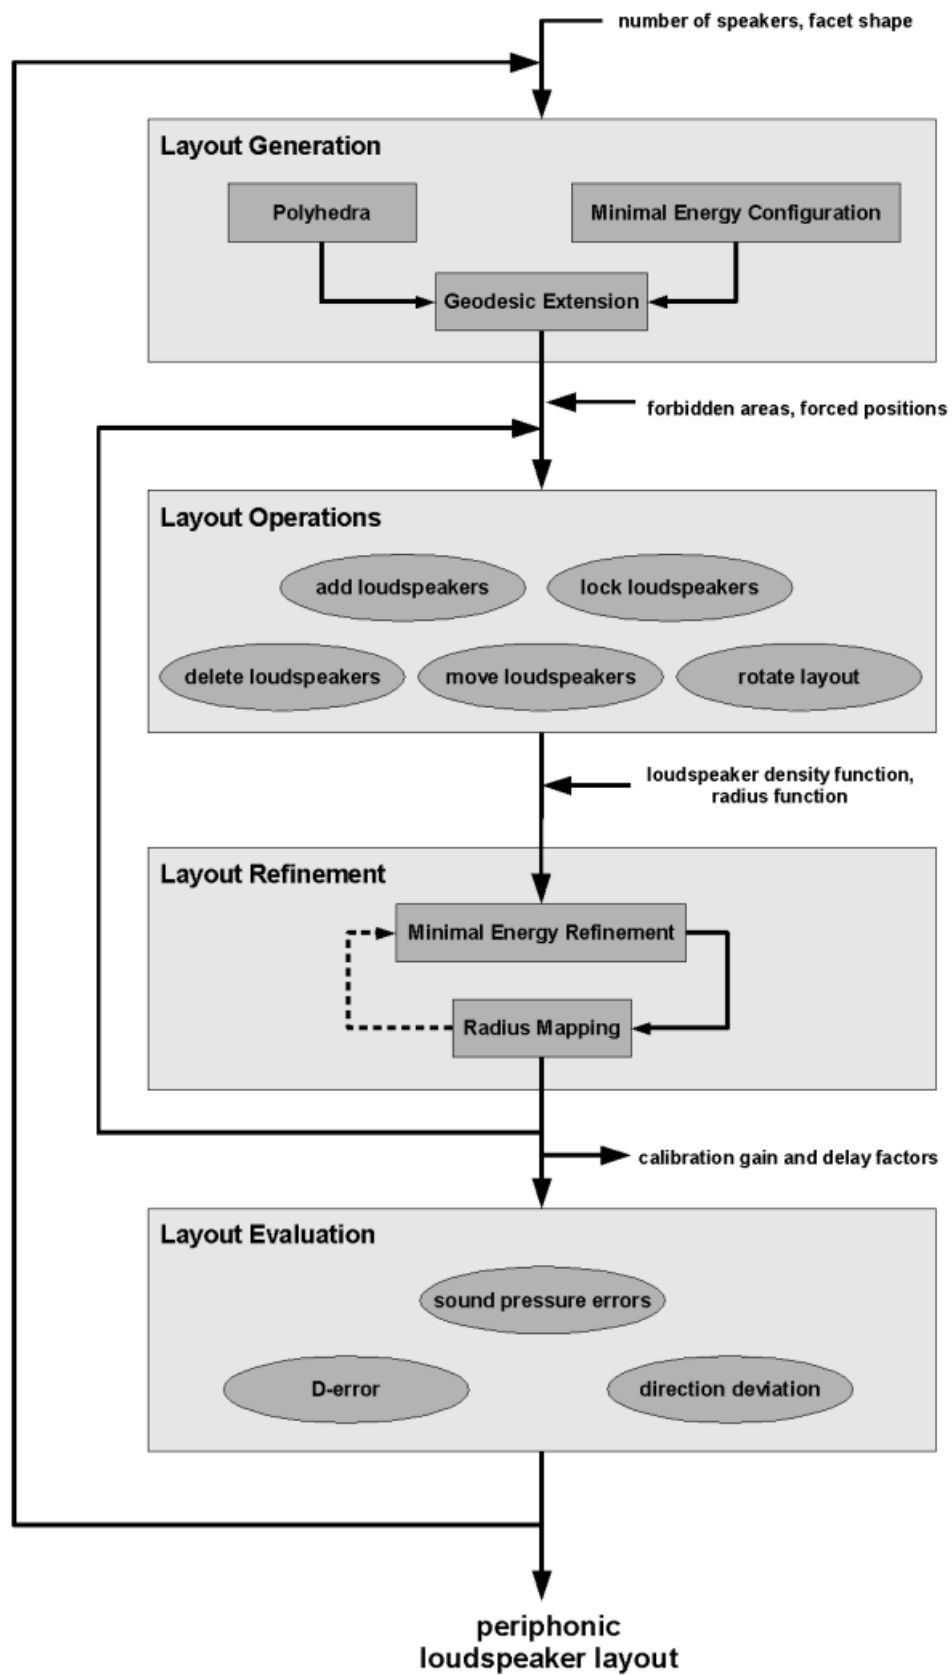 number of speakers, facet shape
Layout Generation
Polyhedra
Minimal Energy Configuration
Geodesic Extension
forbidden areas, forced positions
Layout Operations
add loudspeakers
lock loudspeakers
delete loudspeakers
move loudspeakers
rotate layout
loudspeaker density function,
radius function
Layout Refinement
Minimal Energy Refinement
Radius Mapping
calibration gain and delay factors
Layout Evaluation
sound pressure errors
D-error
direction deviation
periphonic
loudspeaker layout